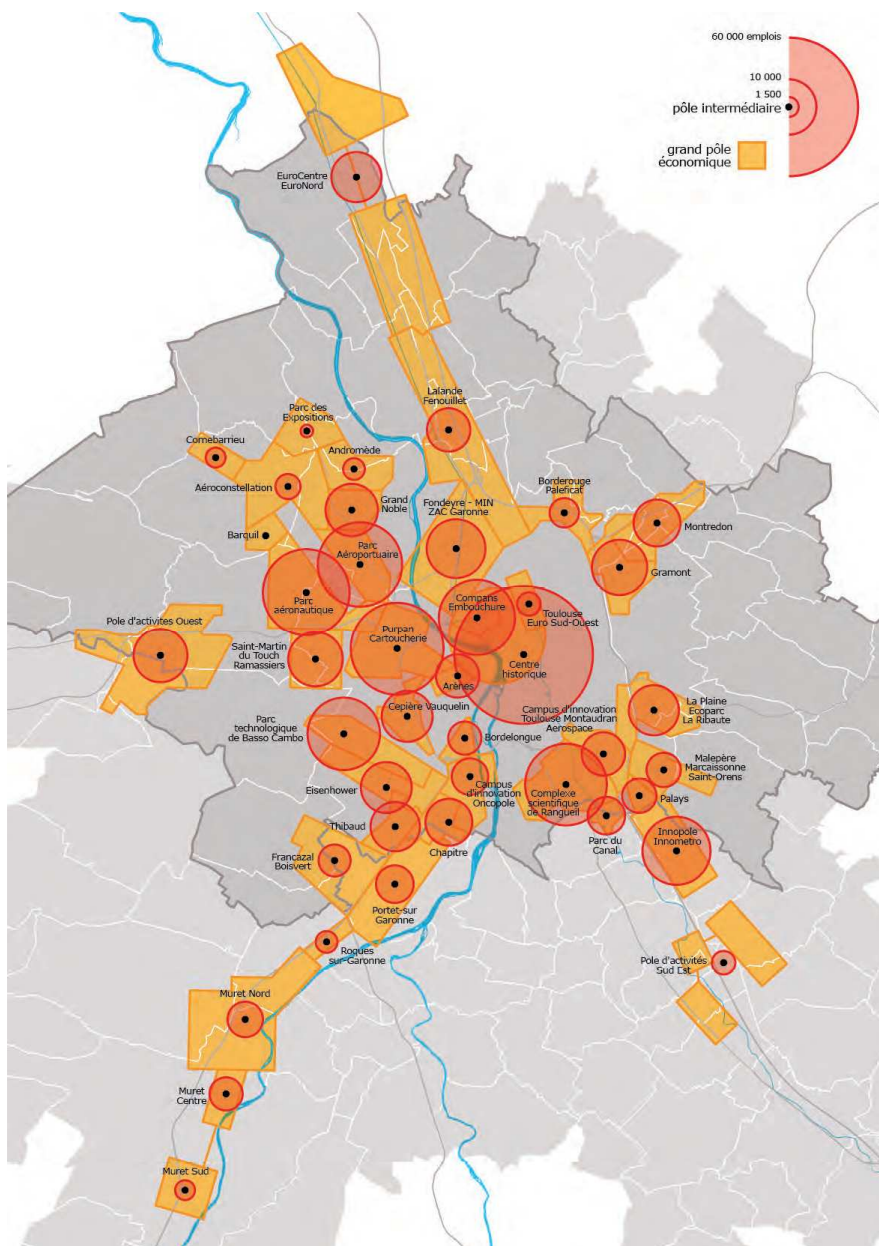 60 000 emplois
10 000
1 500
pôle intermédiaire
grand pôle
économique
EuroCentre
EuroNord
Lalande
Fenouillet
Parc des
Expositions
Cornebarrieu
Andromède
Aéroconstellation
Grand
Noble
Fondeyre - MIN
ZAC Garonne
Borderouge
Paleficat
Montredon
Barquil
Parc
Aéroportuaire
Gramont
Parc
aéronautique
Compans
Embouchure
Toulouse
Euro Sud-Ouest
Pole d'activites Ouest
Saint-Martin
du Touch
Ramassiers
Purpan
Cartoucherie
Centre
historique
Arènes
Cepière Vauquelin
La Plaine
Ecoparc
La Ribaute
Campus d'innovation
Toulouse Montaudran
Aerospace
Parc
technologique
de Basso Cambo
Bordelongue
Malepère
Marcaissonne
Saint-Orens
Eisenhower
Campus
d'innovation
Oncopole
Complexe
scientifique
de Rangueil
Palays
Thibaud
Chapitre
Parc du
Canal
Innopole
Innometro
Francazal
Boisvert
Portet-sur
Garonne
Roques
sur-Garonne
Pole d'activités
Sud Est
Muret Nord
Muret
Centre
Muret Sud